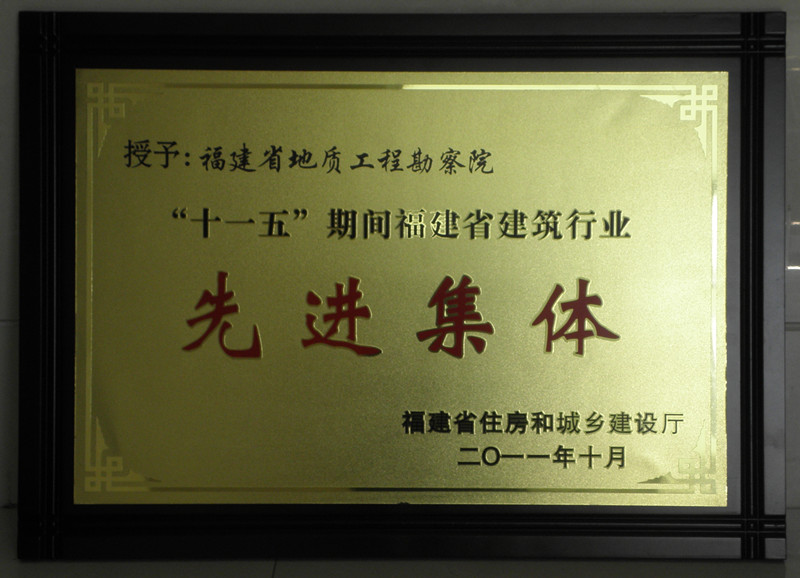 授予:福建省地质工程勘察院
“十一五”期间福建省建筑行业
先进集体
福建省住房和城乡建设厅
二〇一一年十月